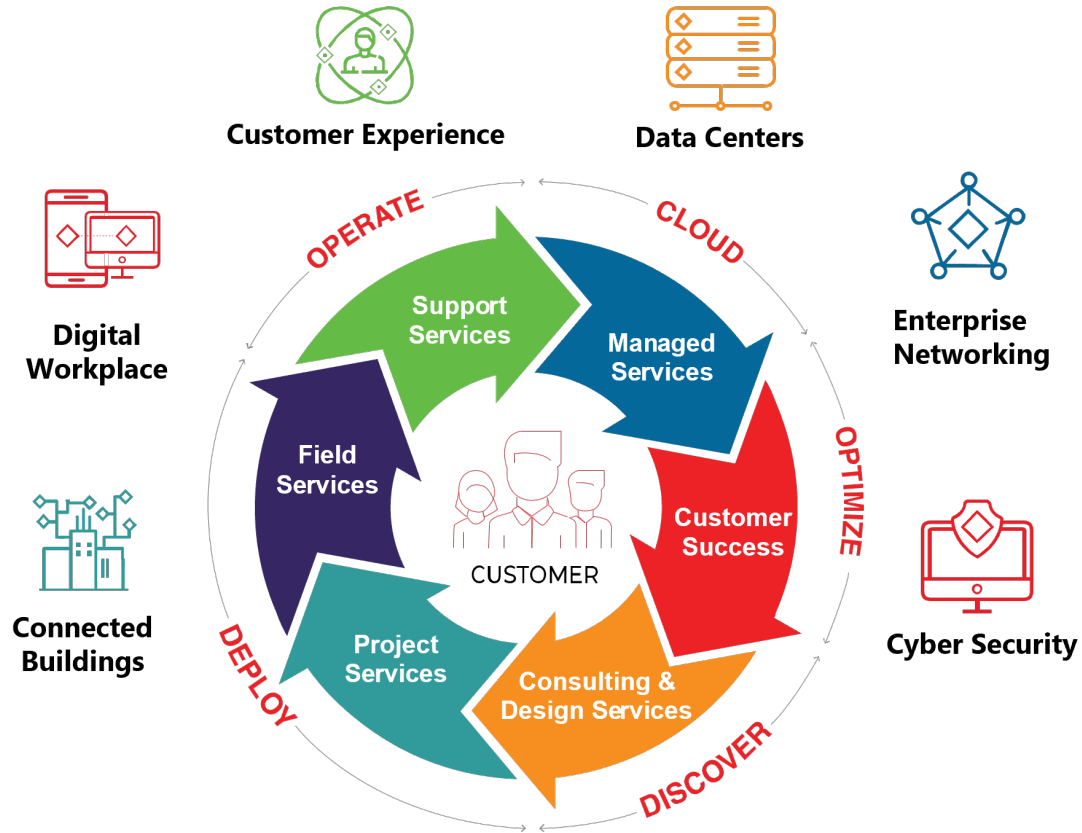 Customer Experience
Data Centers
OPERATE
CLOUD
Support
Services
Managed
Services
Digital
Workplace
Enterprise
Networking
Field
Services
OPTIMIZE
Customer
Success
CUSTOMER
Connected
Buildings
Cyber Security
Project
Services
Consulting &
Design Services
DEPLOY
DISCOVER